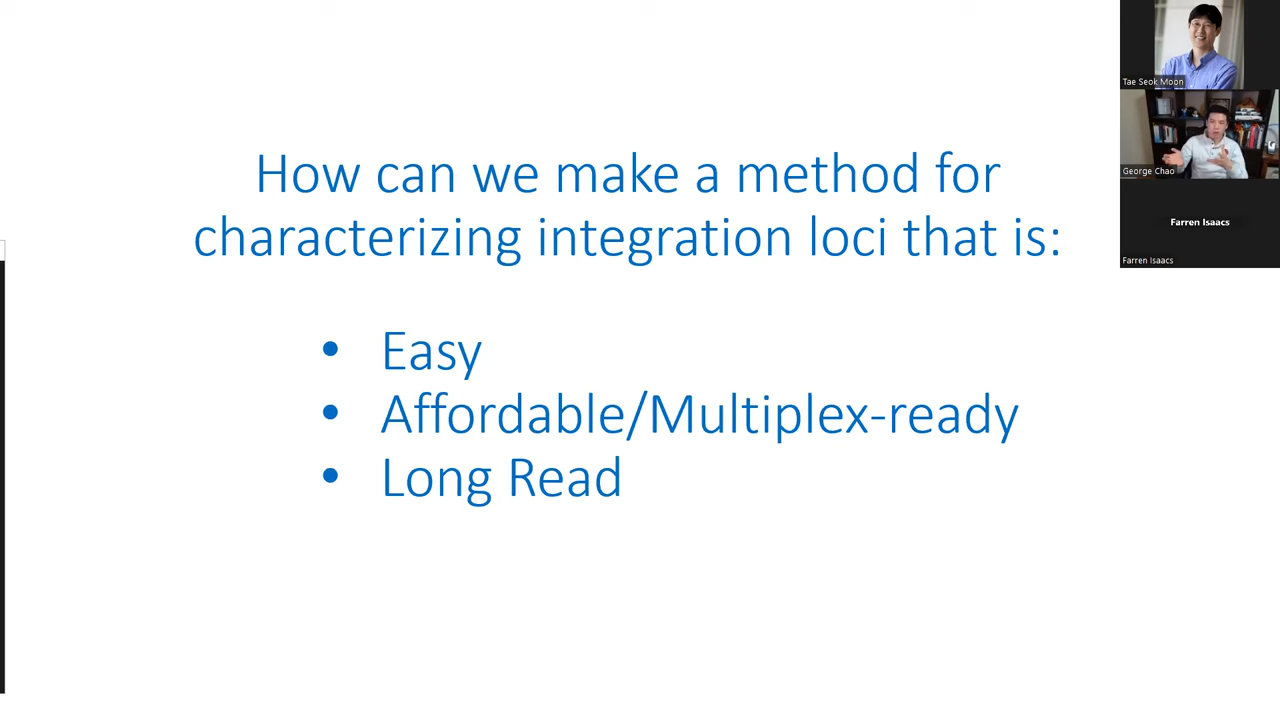 How can we make a method for
characterizing integration loci that is:
• Easy
• Affordable/Multiplex-ready
• Long Read
Tae Seok Moon
George Chao
Farren Isaacs
Farren Isaacs